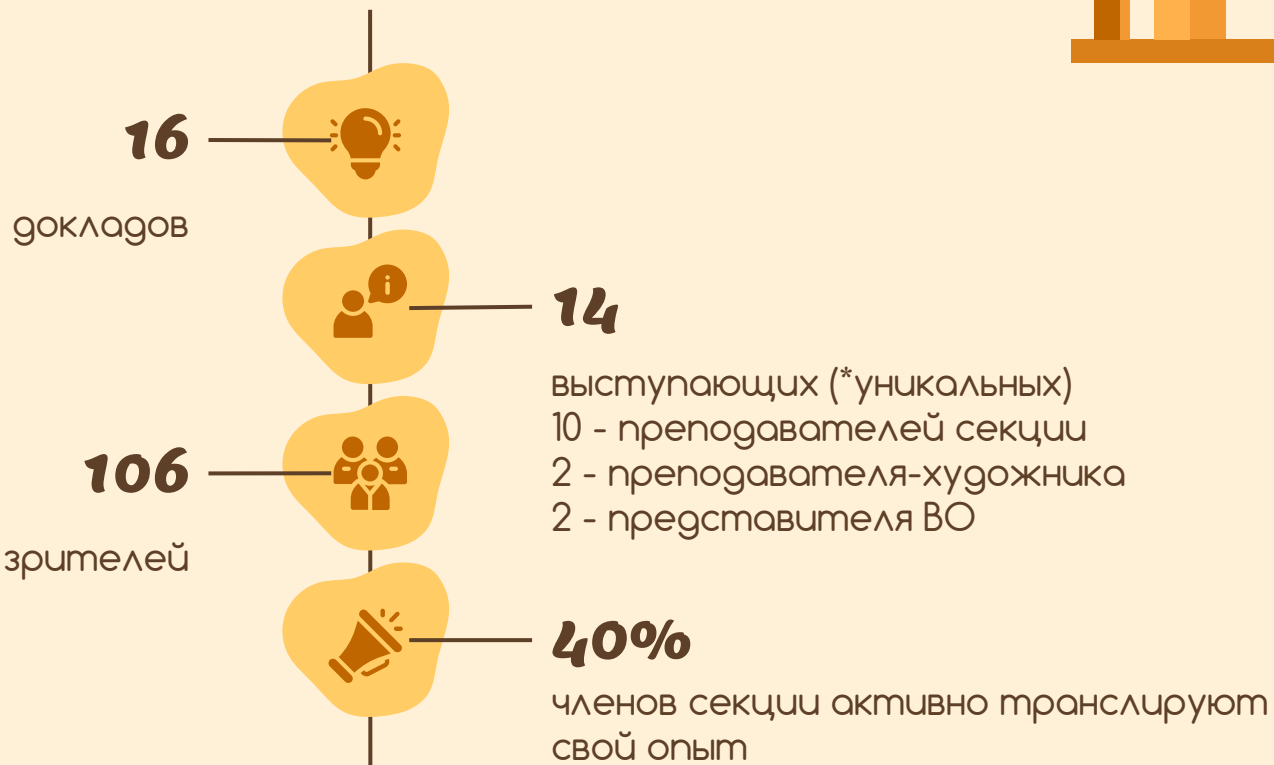 16
докладов
14
выступающих (*уникальных)
10 - преподавателей секции
2 - преподавателя-художника
2 - представителя ВО
106
зрителей
40%
членов секции активно транслируют
свой опыт